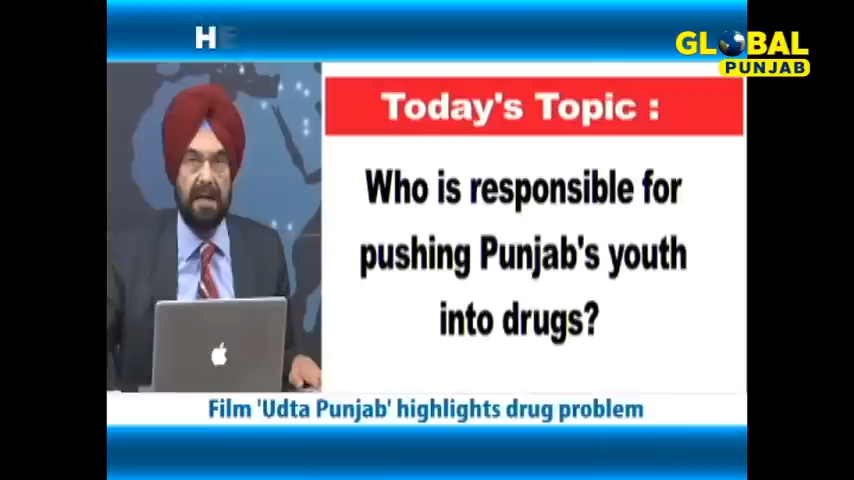 H
GLOBAL
PUNJAB
Today's Topic :
Who is responsible for
pushing Punjab's youth
into drugs?
Film 'Udta Punjab' highlights drug problem